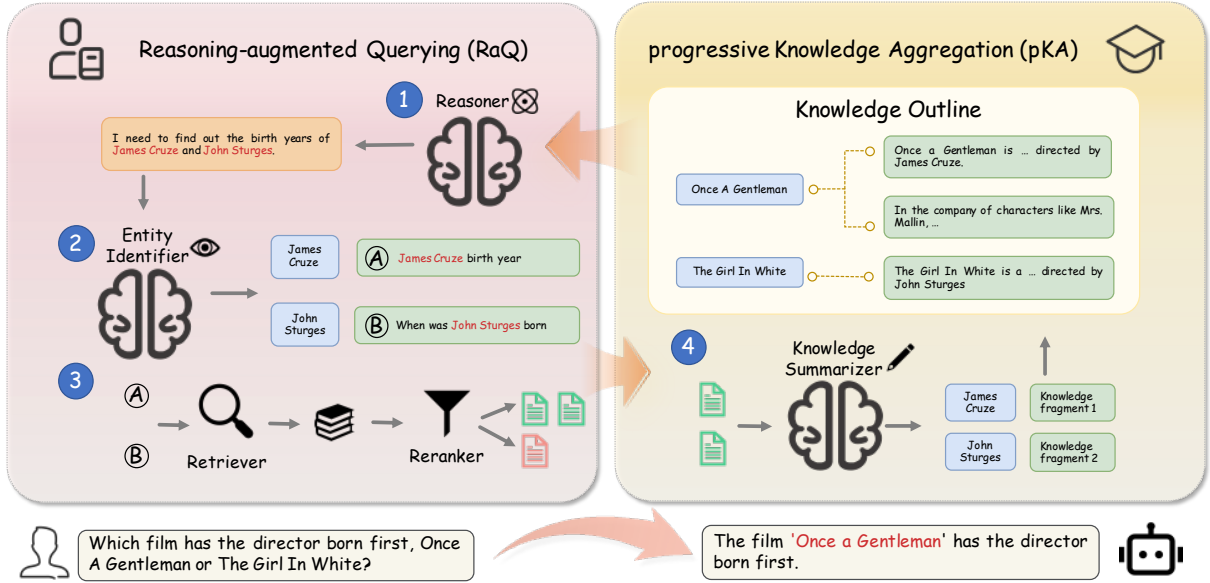 Reasoning-augmented Querying (RaQ)
1
Reasoner
I need to find out the birth years of
James Cruze and John Sturges.
2
Entity
Identifier
James
Cruze
A
James Cruze birth year
John
Sturges
B
When was John Sturges born
3
A
B
Retriever
Reranker
progressive Knowledge Aggregation (pKA)
Knowledge Outline
Once A Gentleman
Once a Gentleman is ... directed by
James Cruze.
In the company of characters like Mrs.
Mallin, ...
The Girl In White
The Girl In White is a ... directed by
John Sturges
4
Knowledge
Summarizer
James
Cruze
Knowledge
fragment 1
John
Sturges
Knowledge
fragment 2
Which film has the director born first, Once
A Gentleman or The Girl In White?
The film 'Once a Gentleman' has the director
born first.